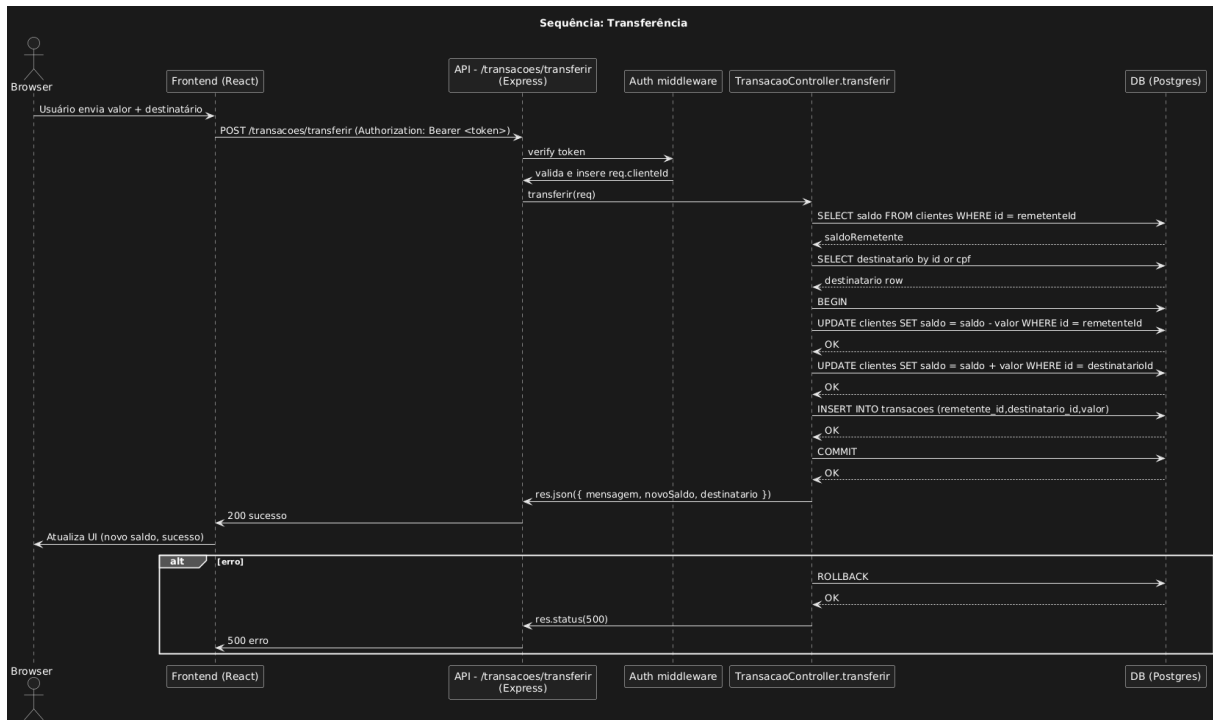 Sequência: Transferência
Browser
Frontend (React)
API - /transacoes/transferir
(Express)
Auth middleware
TransacaoController.transferir
DB (Postgres)
Usuário envia valor + destinatário
POST /transacoes/transferir (Authorization: Bearer <token>)
verify token
valida e insere req.clienteId
transferir(req)
SELECT saldo FROM clientes WHERE id = remetenteId
saldoRemetente
SELECT destinatario by id or cpf
destinatario row
BEGIN
UPDATE clientes SET saldo = saldo - valor WHERE id = remetenteId
OK
UPDATE clientes SET saldo = saldo + valor WHERE id = destinatarioId
OK
INSERT INTO transacoes (remetente_id,destinatario_id,valor)
OK
COMMIT
OK
res.json({ mensagem, novoSaldo, destinatario })
200 sucesso
Atualiza UI (novo saldo, sucesso)
alt [erro]
ROLLBACK
OK
res.status(500)
500 erro
Browser
Frontend (React)
API - /transacoes/transferir
(Express)
Auth middleware
TransacaoController.transferir
DB (Postgres)